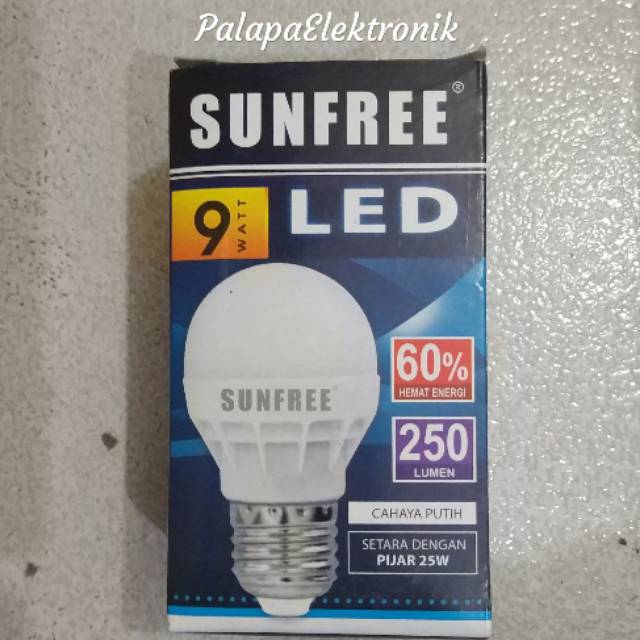 PalapaElektronik
SUNFREE®
9 WATT
LED
60%
HEMAT ENERGI
SUNFREE
250
LUMEN
CAHAYA PUTIH
SETARA DENGAN
PIJAR 25W